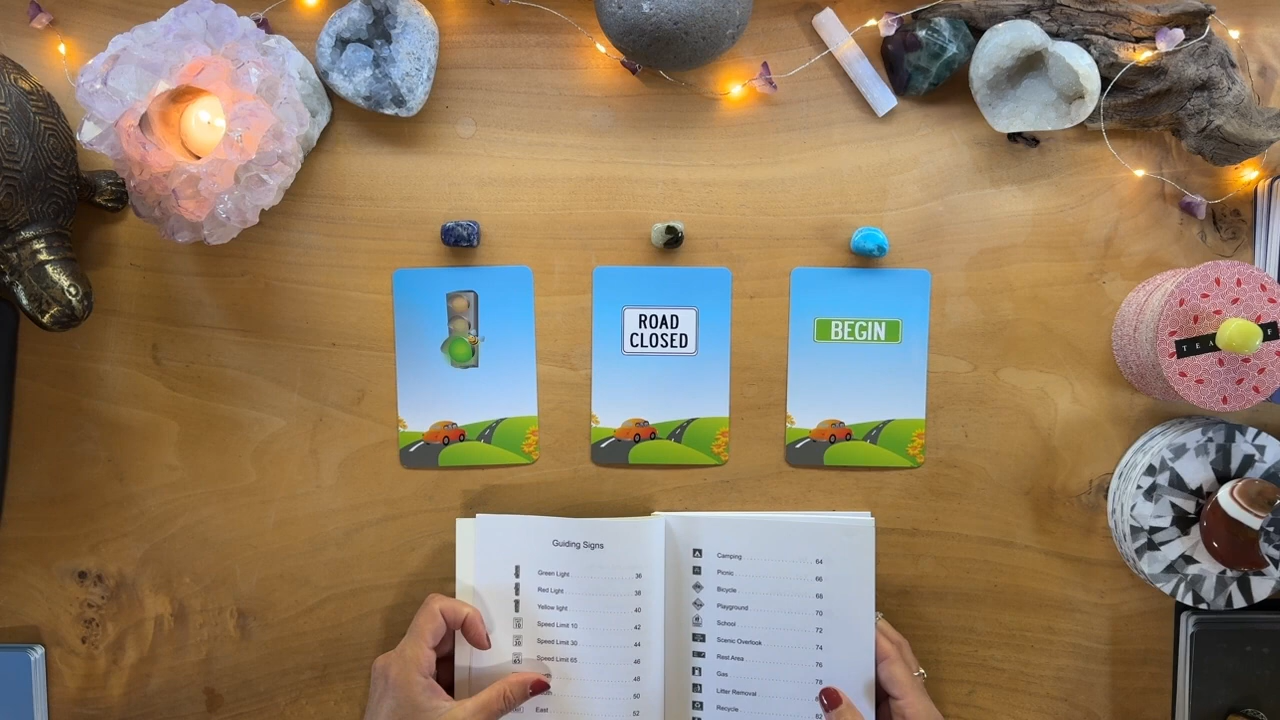 ROAD
CLOSED
BEGIN
Guiding Signs
Green Light 36
Red Light 38
Yellow light 40
Speed Limit 10 42
Speed Limit 30 44
Speed Limit 65 46
48
50
East 52
Camping 64
Picnic 66
Bicycle 68
Playground 70
School 72
Scenic Overlook 74
Rest Area 76
Gas 78
Litter Removal
Recycle